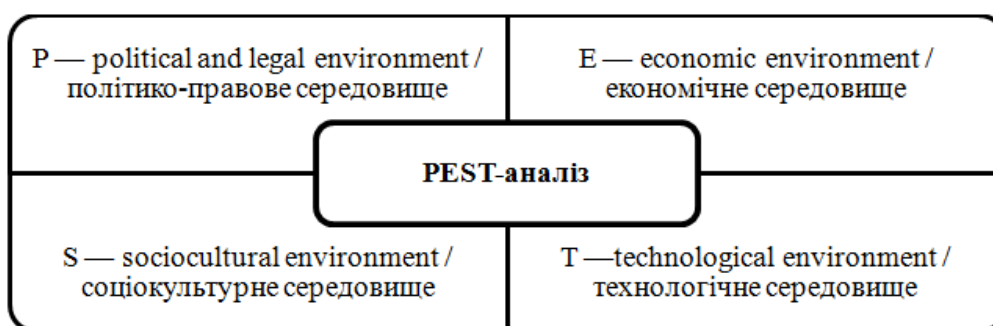 P — political and legal environment /
політико-правове середовище
E — economic environment /
економічне середовище
PEST-аналіз
S — sociocultural environment /
соціокультурне середовище
T —technological environment /
технологічне середовище